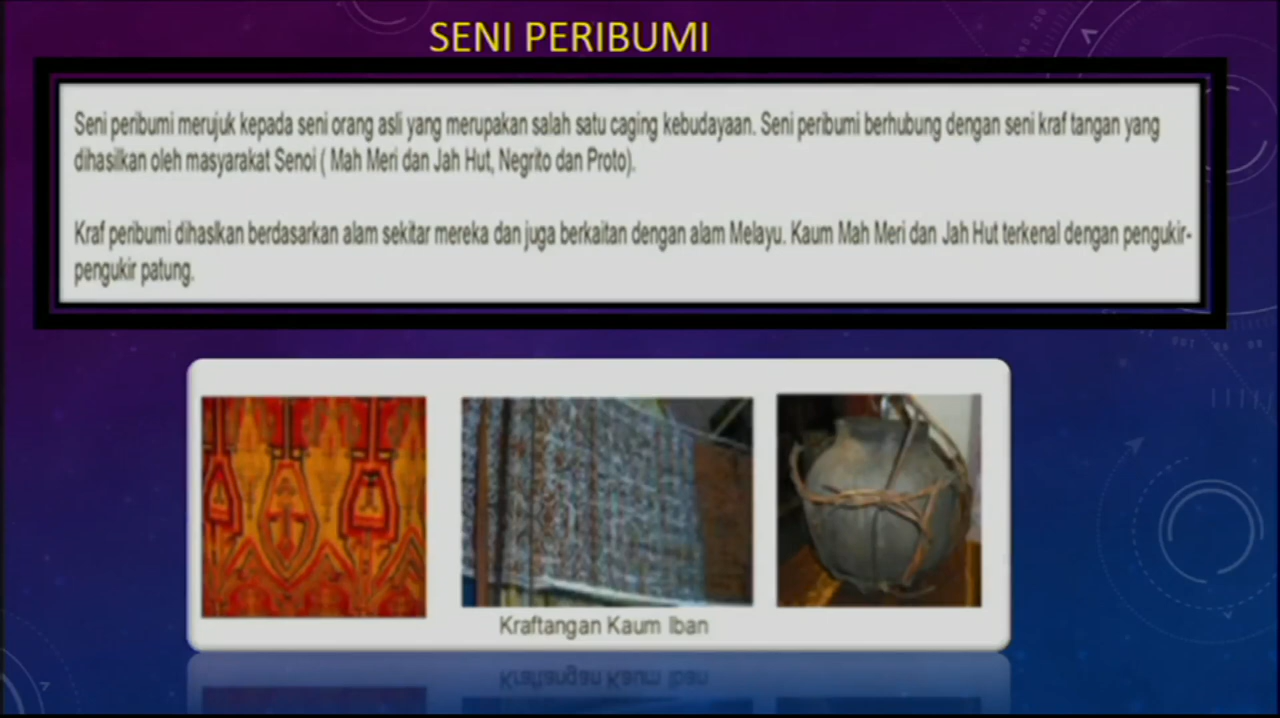 SENI PERIBUMI
Seni peribumi merujuk kepada seni orang asli yang merupakan salah satu caging kebudayaan. Seni peribumi berhubung dengan seni kraf tangan yang
dihasilkan oleh masyarakat Senoi ( Mah Meri dan Jah Hut, Negrito dan Proto).
Kraf peribumi dihaslkan berdasarkan alam sekitar mereka dan juga berkaitan dengan alam Melayu. Kaum Mah Meri dan Jah Hut terkenal dengan pengukir-
pengukir patung.
Kraftangan Kaum Iban